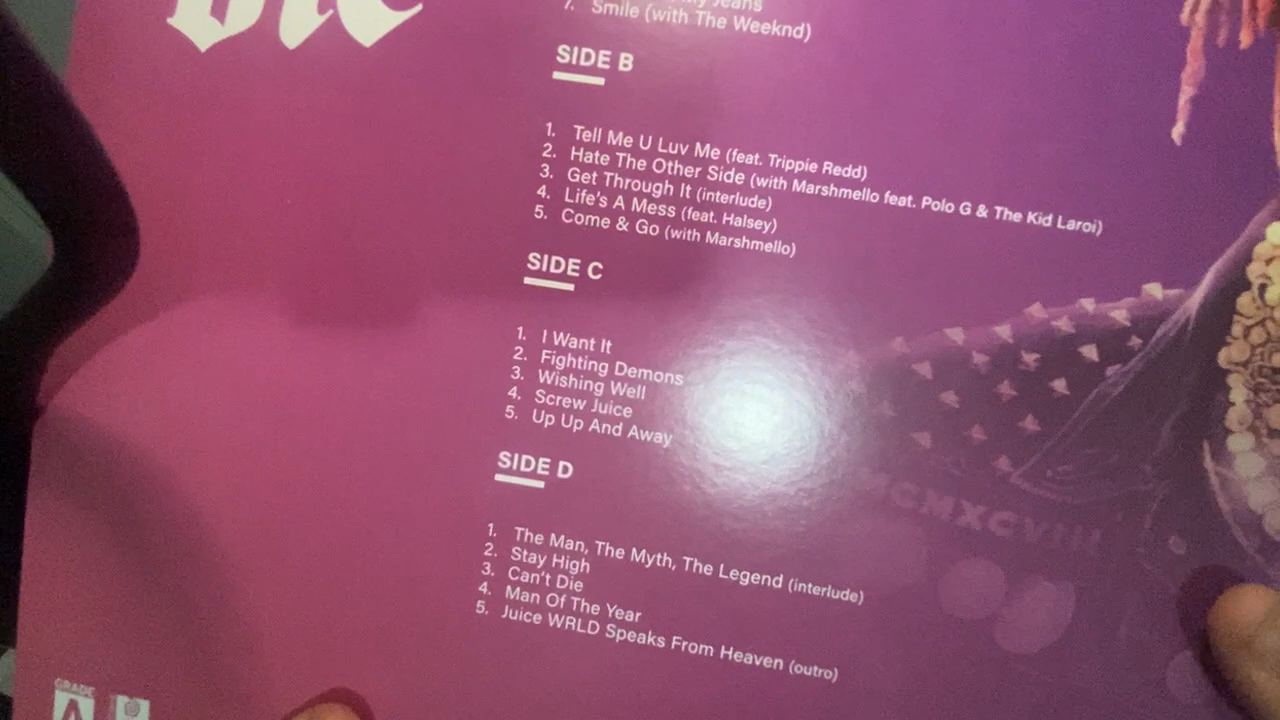 Jeans
7. Smile (with The Weeknd)
SIDE B
1. Tell Me U Luv Me (feat. Trippie Redd)
2. Hate The Other Side (with Marshmello feat. Polo G & The Kid Laroi)
3. Get Through It (interlude)
4. Life's A Mess (feat. Halsey)
5. Come & Go (with Marshmello)
SIDE C
1. I Want It
2. Fighting Demons
3. Wishing Well
4. Screw Juice
5. Up Up And Away
MCMXCVIII
SIDE D
1. The Man, The Myth, The Legend (interlude)
2. Stay High
3. Can't Die
4. Man Of The Year
5. Juice WRLD Speaks From Heaven (outro)
GRADE
A